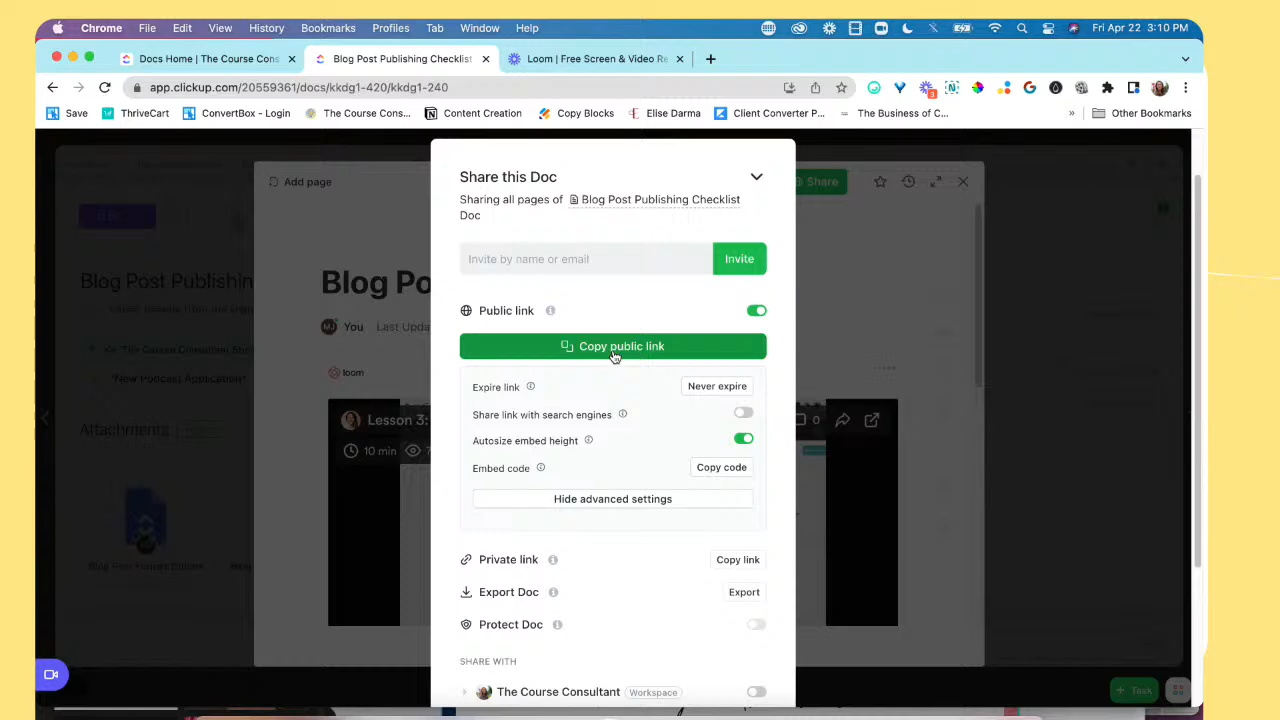 Chrome File Edit View History Bookmarks Profiles Tab Window Help Fri Apr 22 3:10 PM
Docs Home | The Course Cons
Blog Post Publishing Checklist
Loom | Free Screen & Video Re
app.clickup.com/20559361/docs/kkdg1-420/kkdg1-240
Save ThriveCart ConvertBox - Login The Course Cons... Content Creation Copy Blocks Elise Darma Client Converter P... The Business of C... » Other Bookmarks
Add page
Share
Share this Doc
Sharing all pages of Blog Post Publishing Checklist
Doc
Invite by name or email Invite
Blog Post Publishing
Blog Po
Public link
You Last Upda
Copy public link
loom
Expire link Never expire
Share link with search engines
Lesson 3:
0
Autosize embed height
10 min
Embed code Copy code
Hide advanced settings
"New Podcast Application"
Attachments
Private link Copy link
Export Doc Export
Protect Doc
SHARE WITH
The Course Consultant Workspace
+ Task